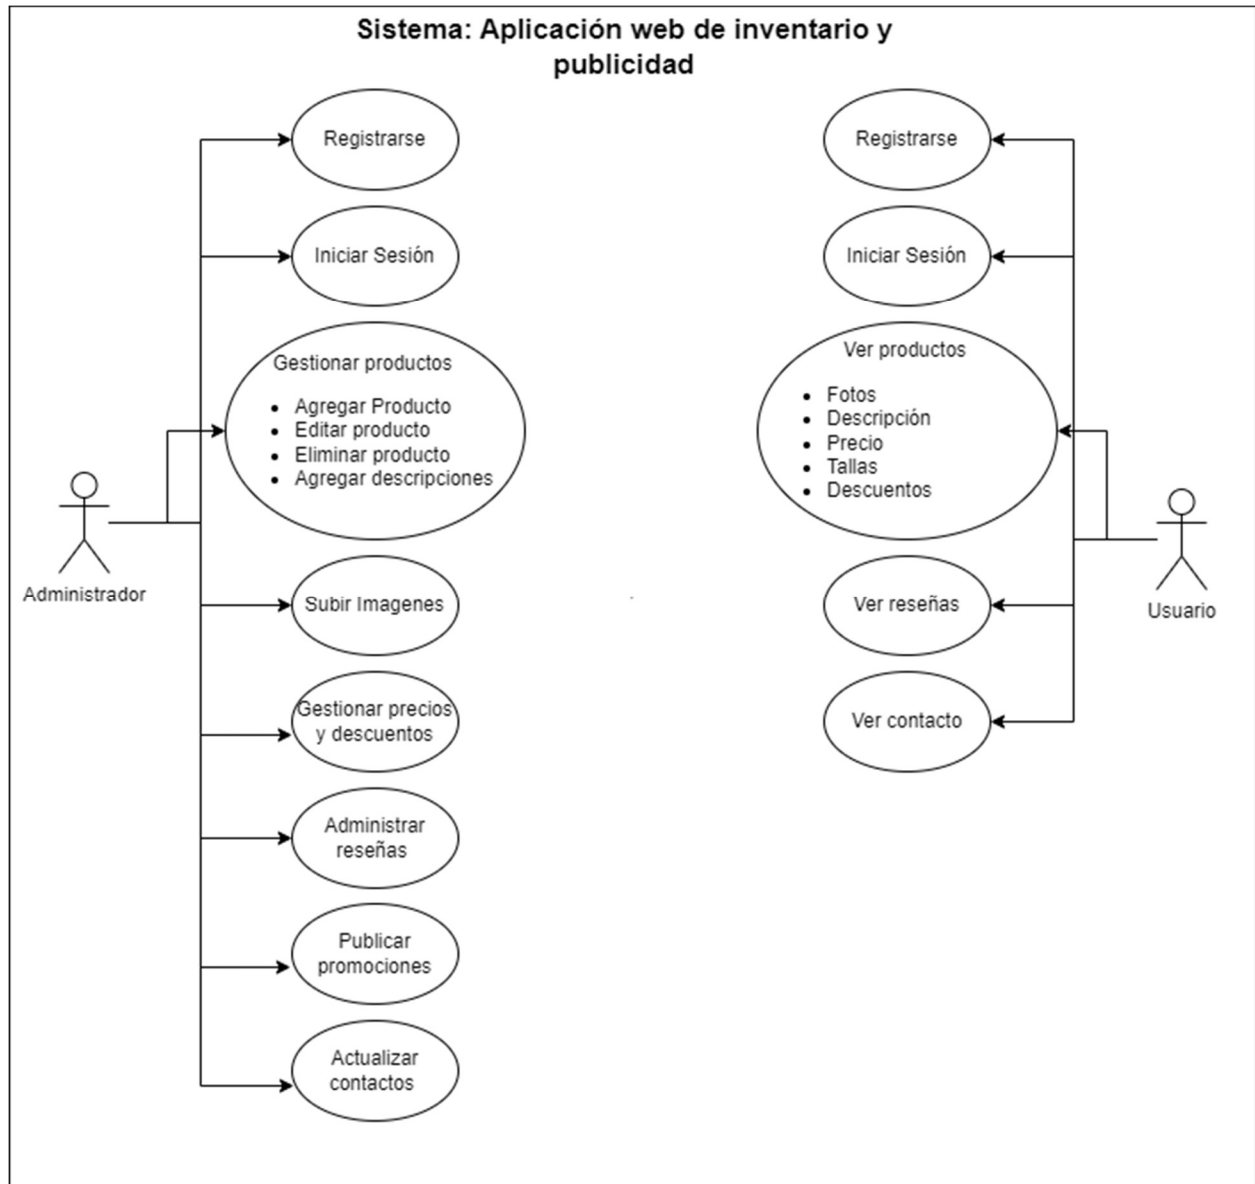 Sistema: Aplicación web de inventario y
publicidad
Registrarse
Iniciar Sesión
Gestionar productos
• Agregar Producto
• Editar producto
• Eliminar producto
• Agregar descripciones
Administrador
Subir Imagenes
Gestionar precios
y descuentos
Administrar
reseñas
Publicar
promociones
Actualizar
contactos
Registrarse
Iniciar Sesión
Ver productos
• Fotos
• Descripción
• Precio
• Tallas
• Descuentos
Usuario
Ver reseñas
Ver contacto